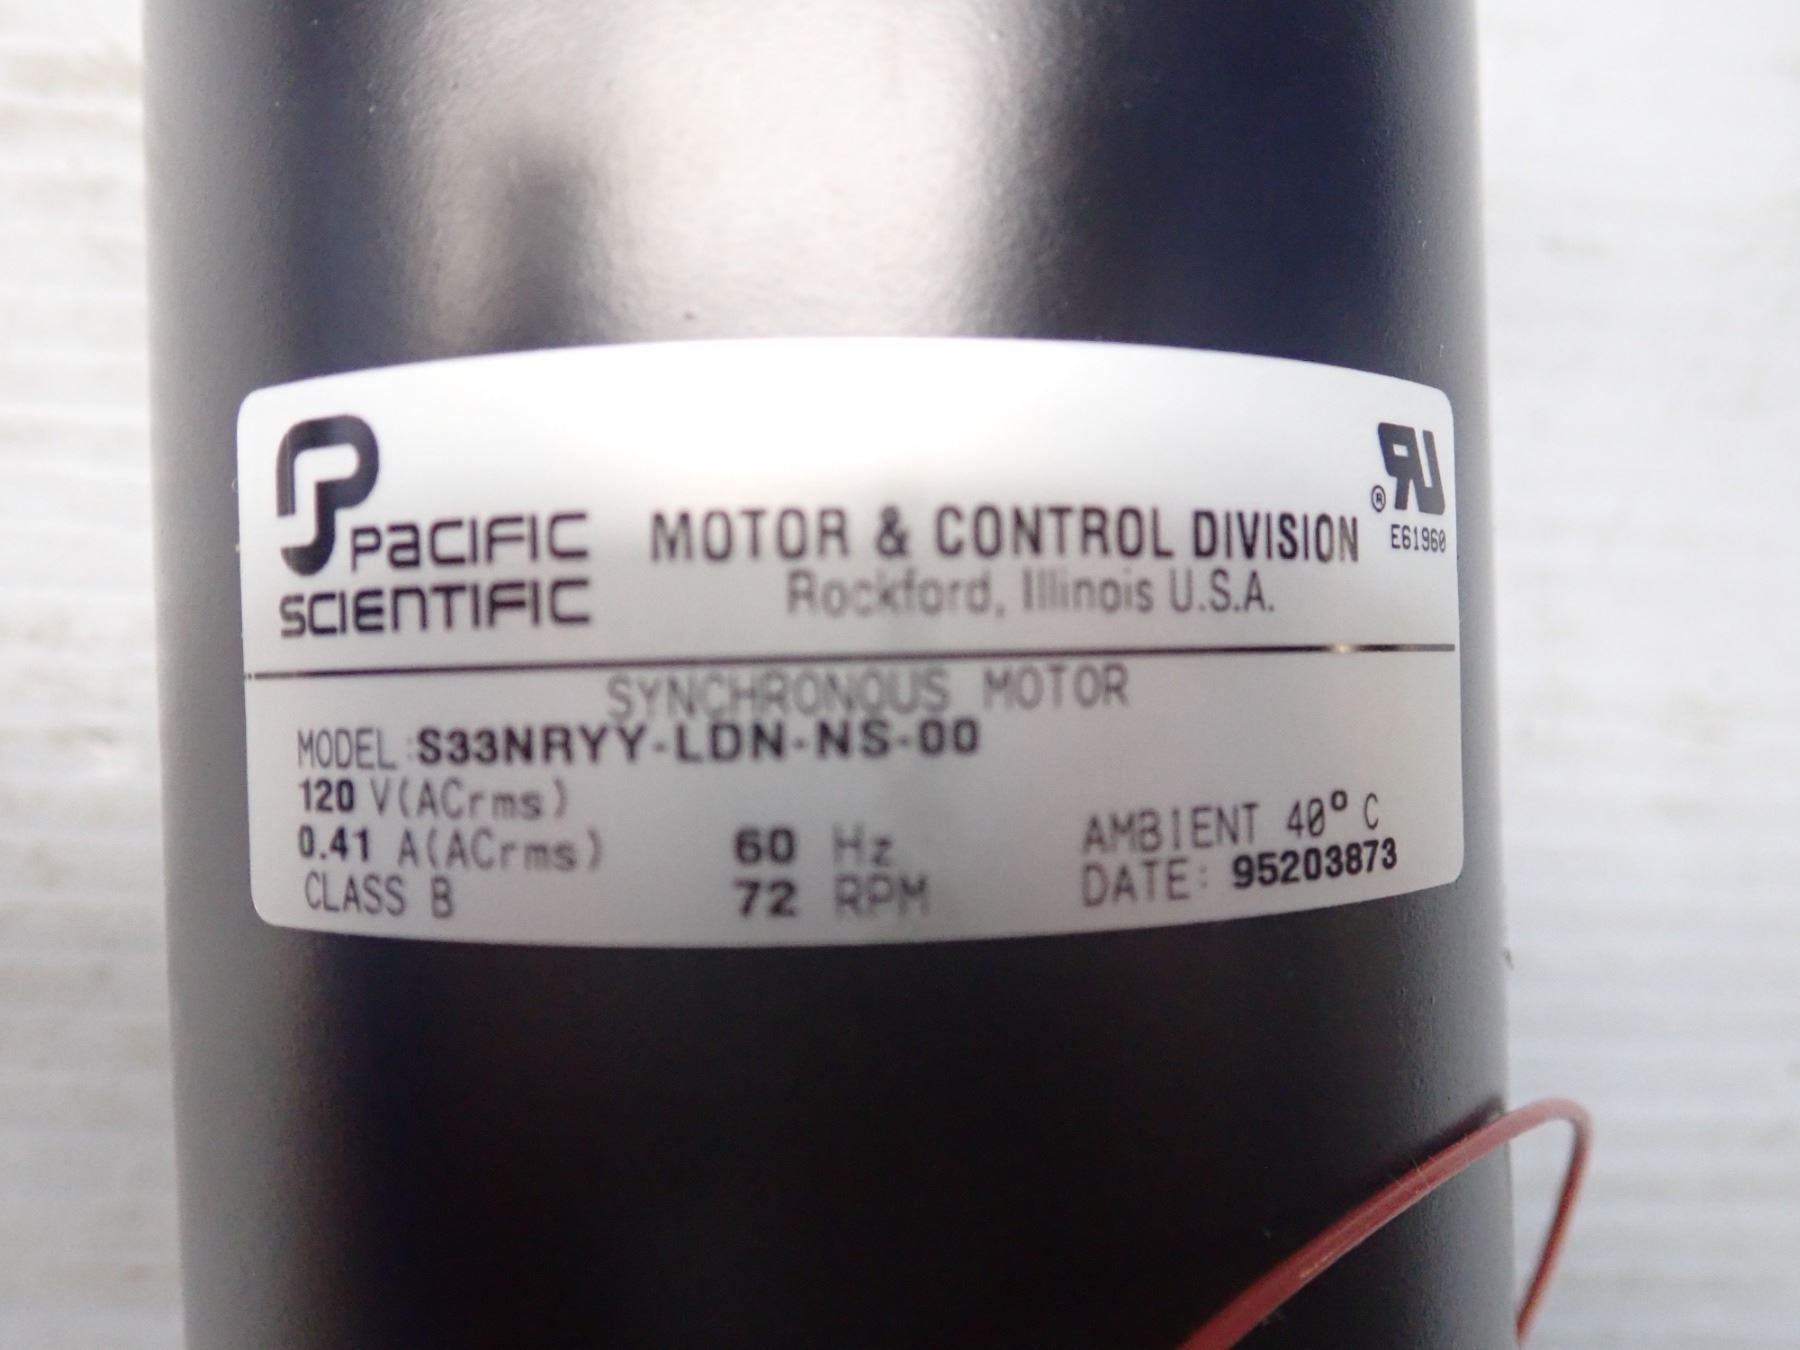 PACIFIC
SCIENTIFIC
MOTOR & CONTROL DIVISION
Rockford, Illinois U.S.A.
RU
®
E61960
SYNCHRONOUS MOTOR
MODEL: S33NRYY-LDN-NS-00
120 V(ACrms)
0.41 A(ACrms) 60 Hz AMBIENT 40° C
CLASS B 72 RPM DATE: 95203873